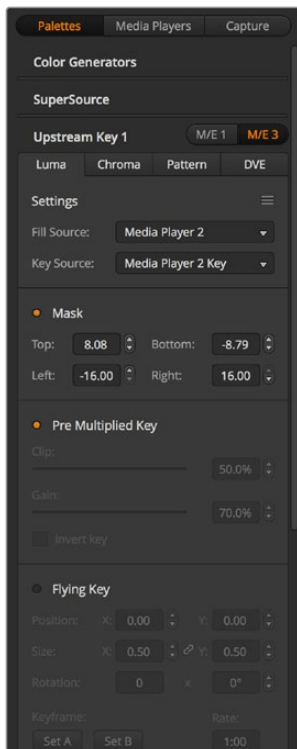 Palettes Media Players Capture
Color Generators
SuperSource
Upstream Key 1 M/E 1 M/E 3
Luma Chroma Pattern DVE
Settings
Fill Source: Media Player 2
Key Source: Media Player 2 Key
Mask
Top: 8.08 Bottom: -8.79
Left: -16.00 Right: 16.00
Pre Multiplied Key
Clip:
50.0%
Gain:
70.0%
Invert key
Flying Key
Position: X: 0.00 Y: 0.00
Size: X: 0.50 Y: 0.50
Rotation: 0 x 0°
Keyframe: Rate:
Set A Set B 1:00